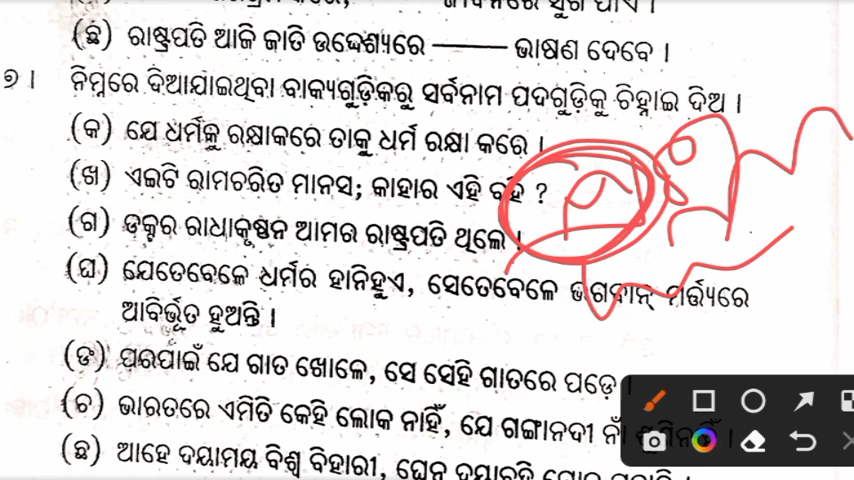 (ଛ) ରାଷ୍ଟ୍ରପତି ଆଜି ଜାତି ଉଦ୍ଦେଶ୍ୟରେ ——— ଭାଷଣ ଦେବେ ।
୭ । ନିମ୍ନରେ ଦିଆଯାଇଥିବା ବାକ୍ୟଗୁଡ଼ିକରୁ ସର୍ବନାମ ପଦଗୁଡ଼ିକୁ ଚିହ୍ନାଇ ଦିଅ ।
(କ) ଯେ ଧର୍ମକୁ ରକ୍ଷାକରେ ତାକୁ ଧର୍ମ ରକ୍ଷା କରେ ।
(ଖ) ଏଇଟି ରାମଚରିତ ମାନସ; କାହାର ଏହି ବହି ?
(ଗ) ଡକ୍ଟର ରାଧାକୃଷ୍ଣନ ଆମର ରାଷ୍ଟ୍ରପତି ଥିଲେ ।
(ଘ) ଯେତେବେଳେ ଧର୍ମର ହାନିହୁଏ, ସେତେବେଳେ ଭଗବାନ୍ ମର୍ତ୍ତ୍ୟରେ
ଆବିର୍ଭୂତ ହୁଅନ୍ତି ।
(ଙ) ପରପାଇଁ ଯେ ଗାତ ଖୋଳେ, ସେ ସେହି ଗାତରେ ପଡ଼େ ।
(ଚ) ଭାରତରେ ଏମିତି କେହି ଲୋକ ନାହିଁ, ଯେ ଗଙ୍ଗାନଦୀ ନାଁ
(ଛ) ଆହେ ଦୟାମୟ ବିଶ୍ୱ ବିହାରୀ, ଘେନ